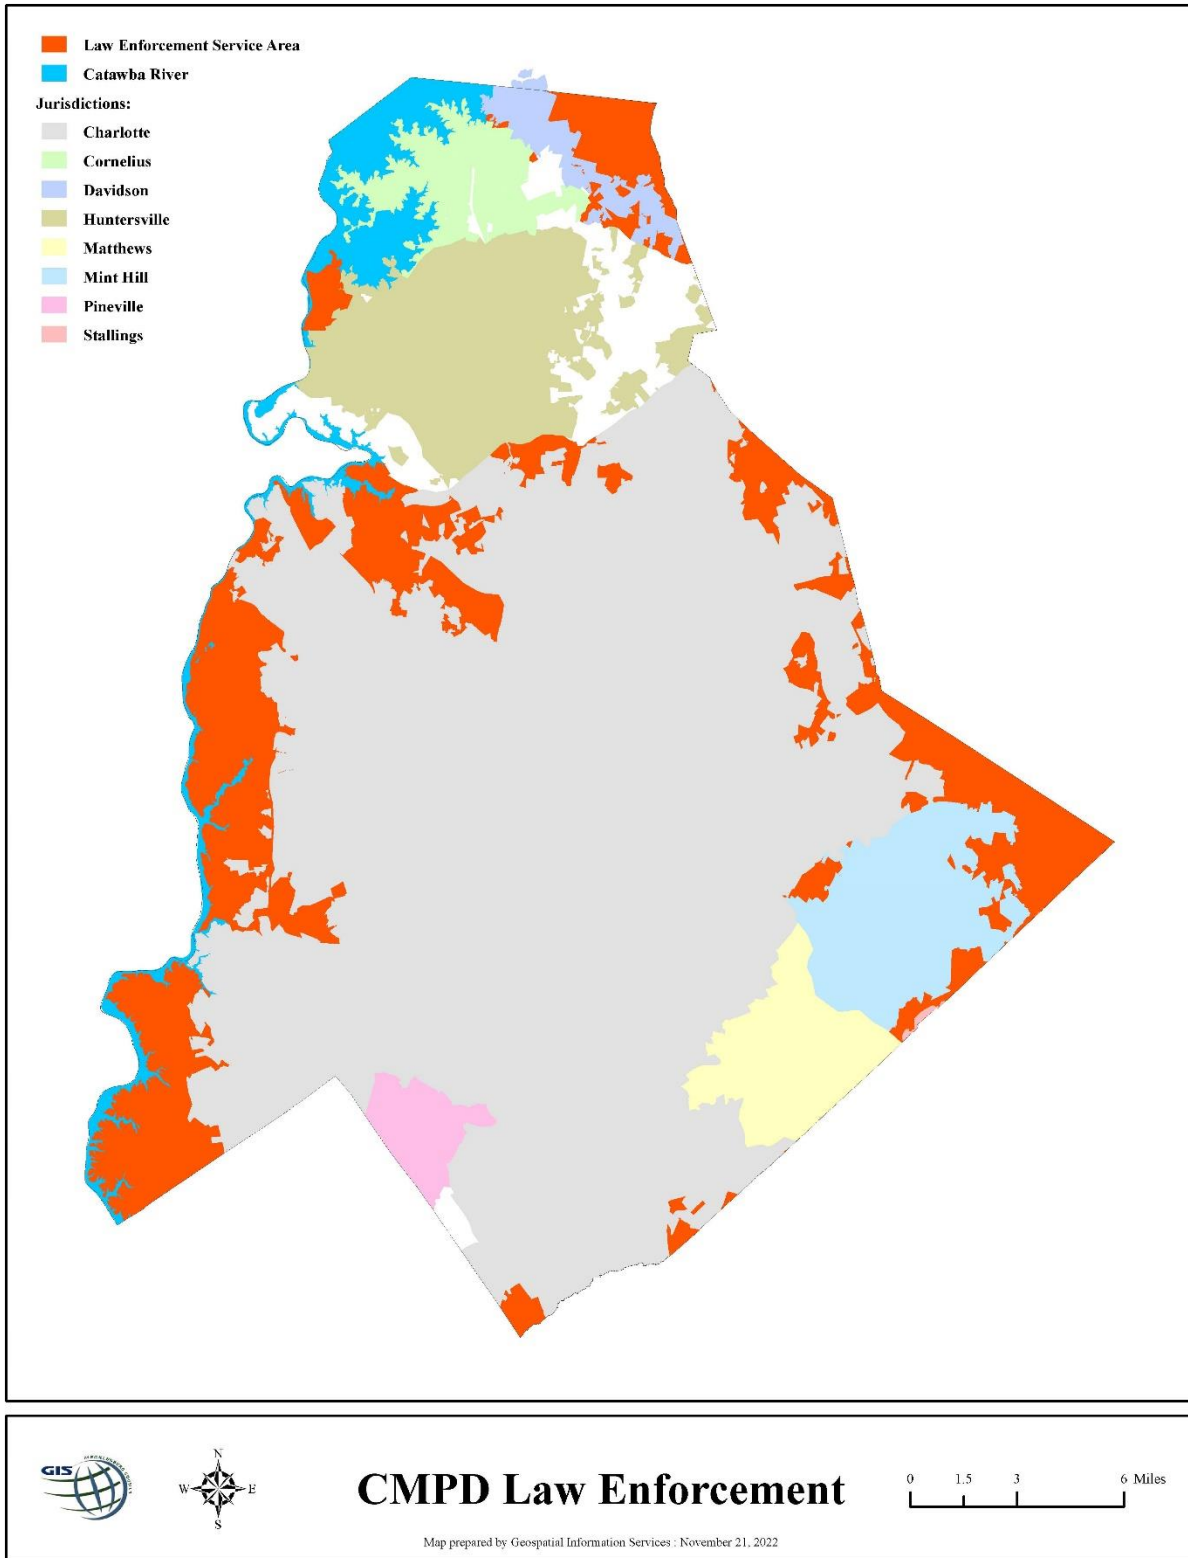 Law Enforcement Service Area
Catawba River
Jurisdictions:
Charlotte
Cornelius
Davidson
Huntersville
Matthews
Mint Hill
Pineville
Stallings
GIS
N
W E
S
CMPD Law Enforcement
0 1.5 3 6 Miles
Map prepared by Geospatial Information Services : November 21, 2022